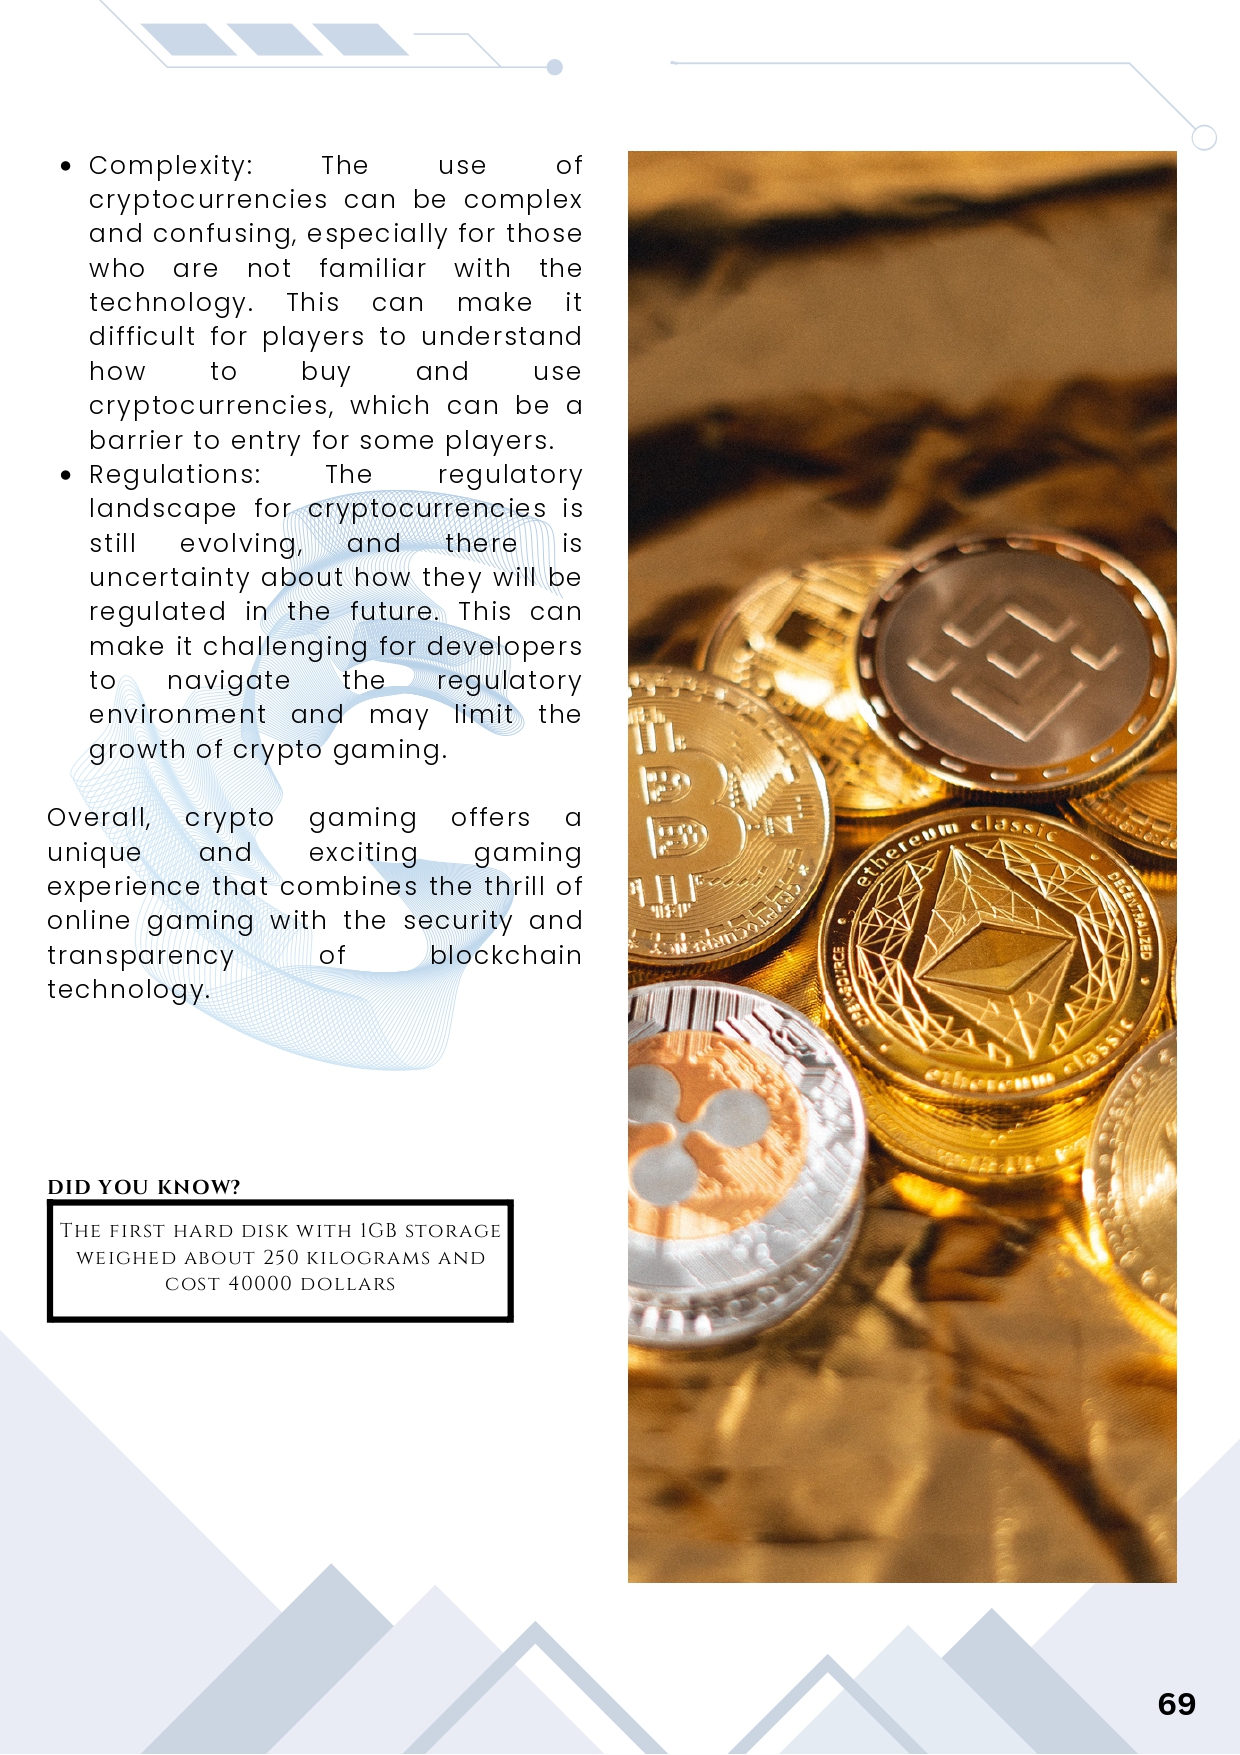 • Complexity: The use of
cryptocurrencies can be complex
and confusing, especially for those
who are not familiar with the
technology. This can make it
difficult for players to understand
how to buy and use
cryptocurrencies, which can be a
barrier to entry for some players.
• Regulations: The regulatory
landscape for cryptocurrencies is
still evolving, and there is
uncertainty about how they will be
regulated in the future. This can
make it challenging for developers
to navigate the regulatory
environment and may limit the
growth of crypto gaming.
Overall, crypto gaming offers a
unique and exciting gaming
experience that combines the thrill of
online gaming with the security and
transparency of blockchain
technology.
DID YOU KNOW?
THE FIRST HARD DISK WITH 1GB STORAGE
WEIGHED ABOUT 250 KILOGRAMS AND
COST 40000 DOLLARS
ethereum classic
DECENTRALIZED
ethereum classic
69